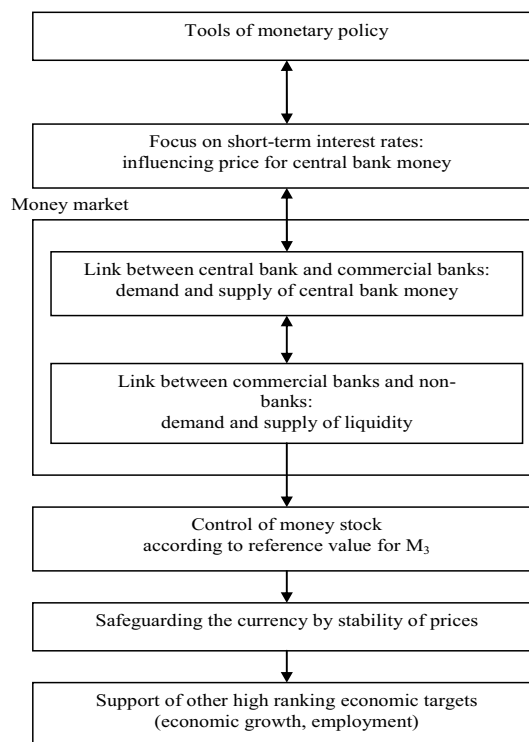 Tools of monetary policy
Focus on short-term interest rates:
influencing price for central bank money
Money market
Link between central bank and commercial banks:
demand and supply of central bank money
Link between commercial banks and non-
banks:
demand and supply of liquidity
Control of money stock
according to reference value for M₃
Safeguarding the currency by stability of prices
Support of other high ranking economic targets
(economic growth, employment)